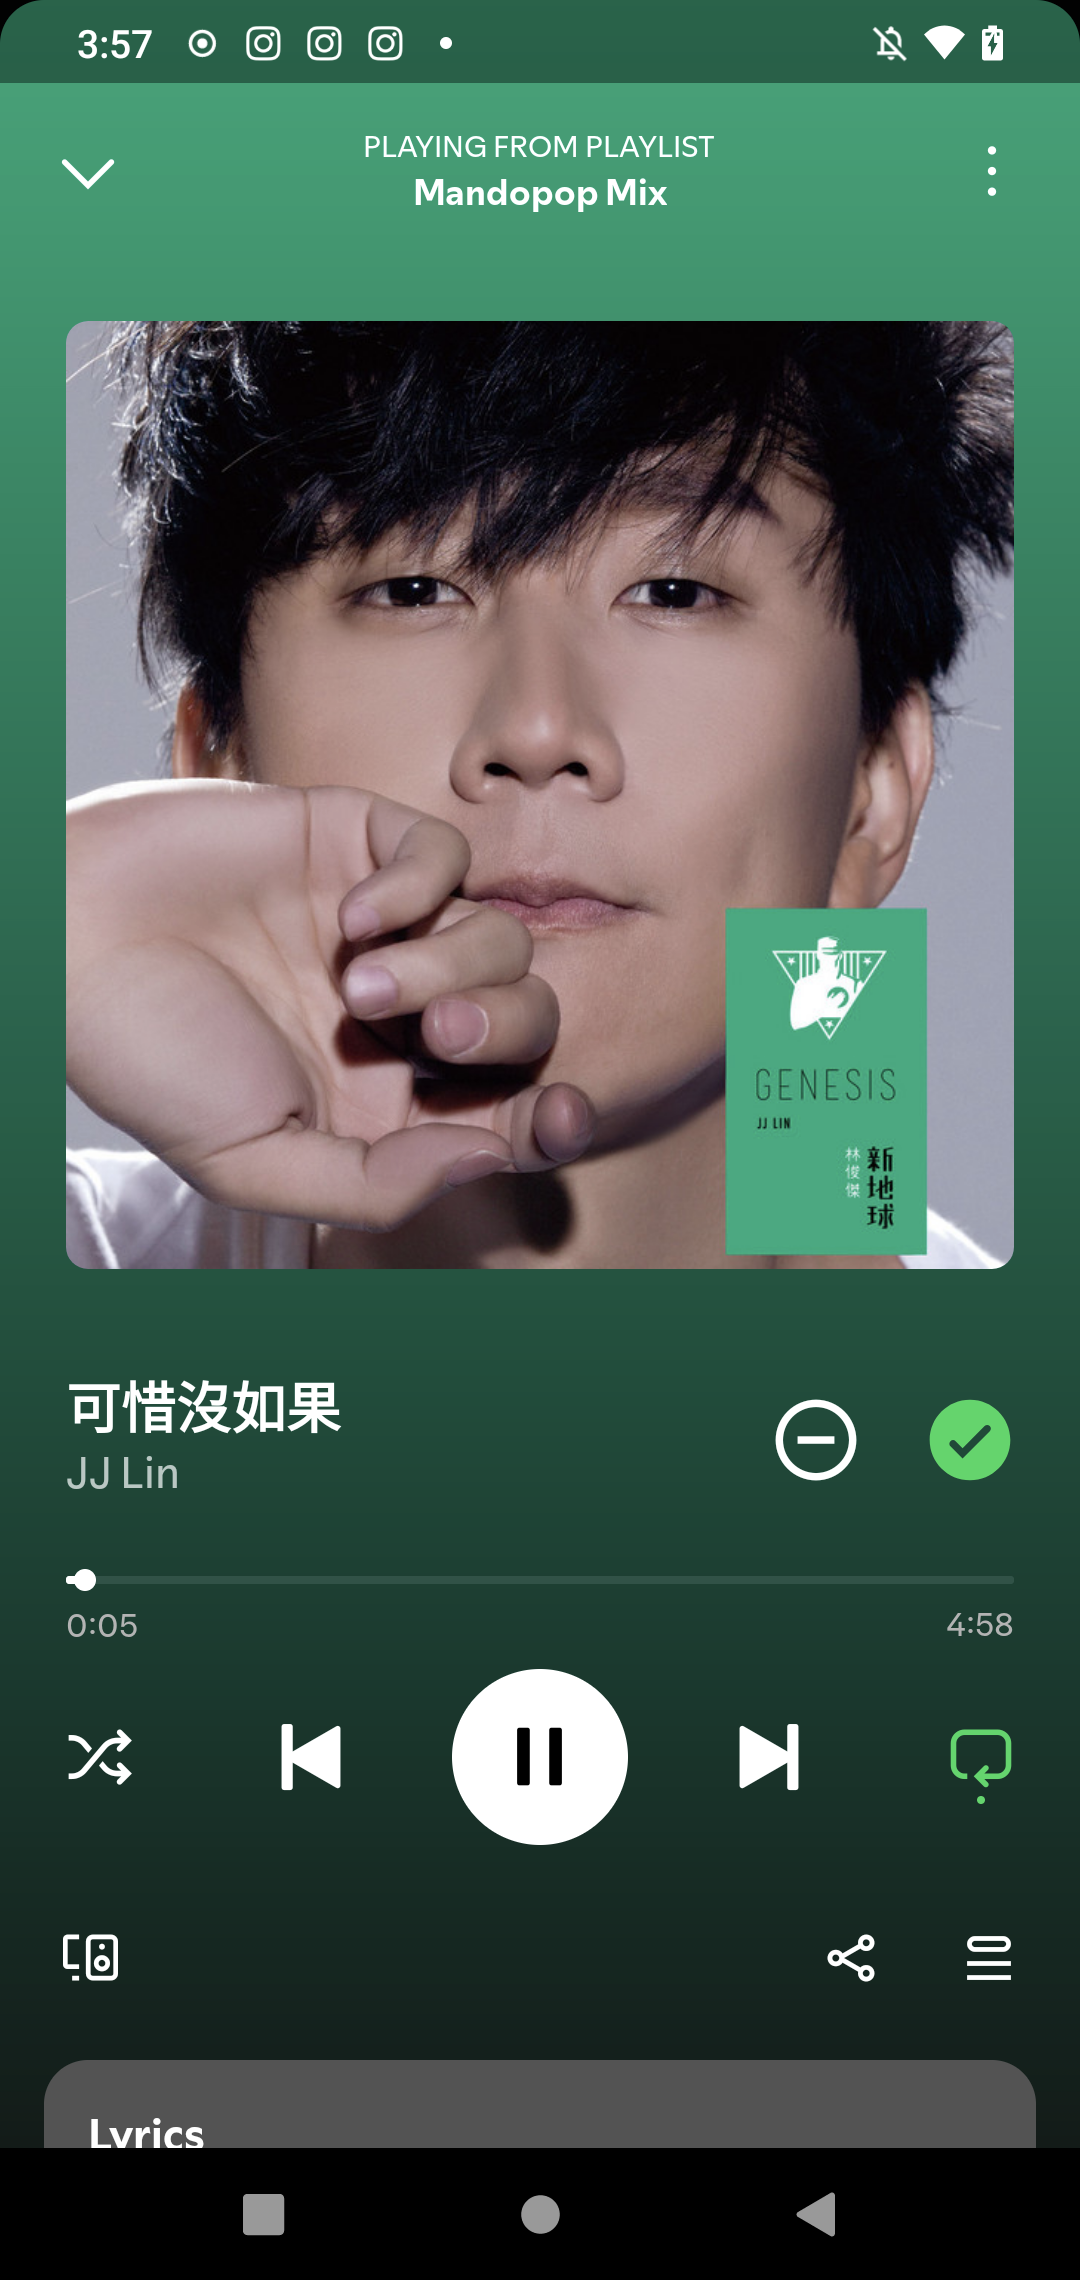 3:57
PLAYING FROM PLAYLIST
Mandopop Mix
GENESIS
JJ LIN
林俊傑
新地球
可惜沒如果
JJ Lin
0:05
4:58
Lyrics